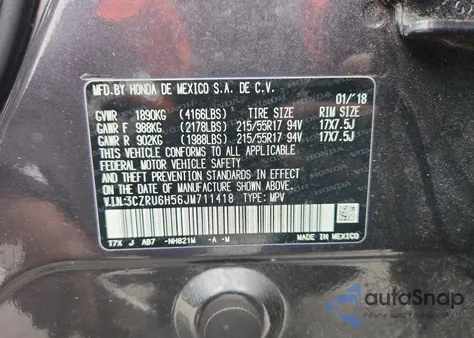 MFD.BY HONDA DE MEXICO S.A. DE C.V.
01/'18
GVWR 1890KG (4166LBS) TIRE SIZE RIM SIZE
GAWR F 988KG (2178LBS) 215/55R17 94V 17X7.5J
GAWR R 902KG (1988LBS) 215/55R17 94V 17X7.5J
THIS VEHICLE CONFORMS TO ALL APPLICABLE
FEDERAL MOTOR VEHICLE SAFETY
AND THEFT PREVENTION STANDARDS IN EFFECT
ON THE DATE OF MANUFACTURE SHOWN ABOVE.
V.I.N:3CZRU6H56JM711418 TYPE: MPV
T7X J AB7 -NH821M -A -M MADE IN MEXICO
autoSnap